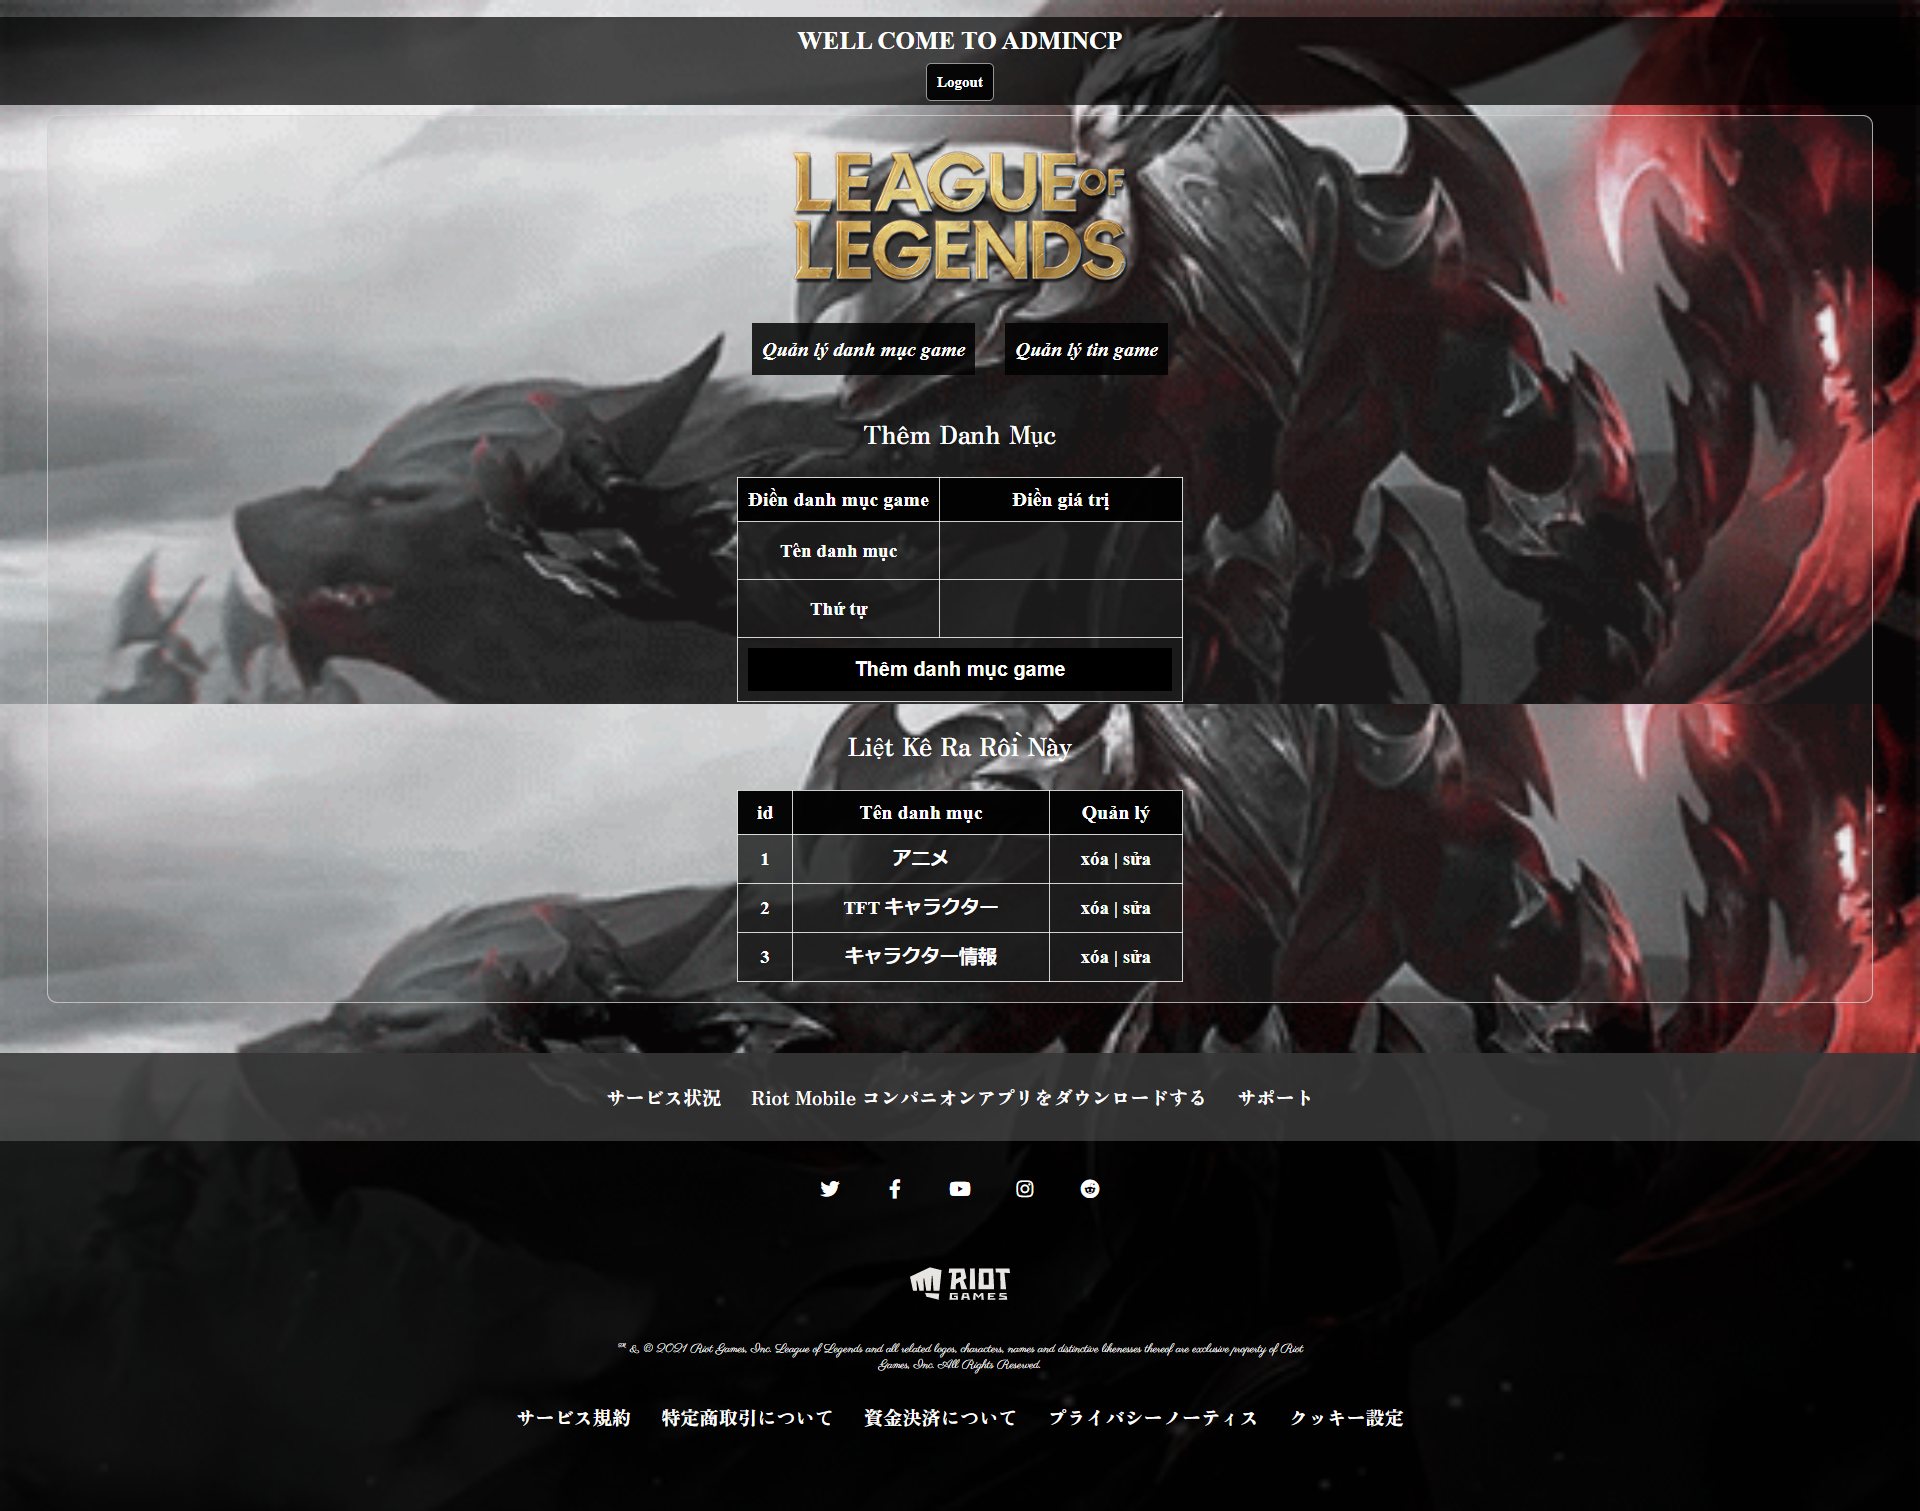 WELL COME TO ADMINCP
Logout
LEAGUE OF
LEGENDS
Quản lý danh mục game
Quản lý tin game
Thêm Danh Mục
Điền danh mục game
Điền giá trị
Tên danh mục
Thứ tự
Thêm danh mục game
Liệt Kê Ra Rồi Này
id
Tên danh mục
Quản lý
1
アニメ
xóa | sửa
2
TFT キャラクター
xóa | sửa
3
キャラクター情報
xóa | sửa
サービス状況
Riot Mobile コンパニオンアプリをダウンロードする
サポート
RIOT
GAMES
™ & © 2021 Riot Games, Inc. League of Legends and all related logos, characters, names and distinctive likenesses thereof are exclusive property of Riot
Games, Inc. All Rights Reserved.
サービス規約
特定商取引について
資金決済について
プライバシーノーティス
クッキー設定